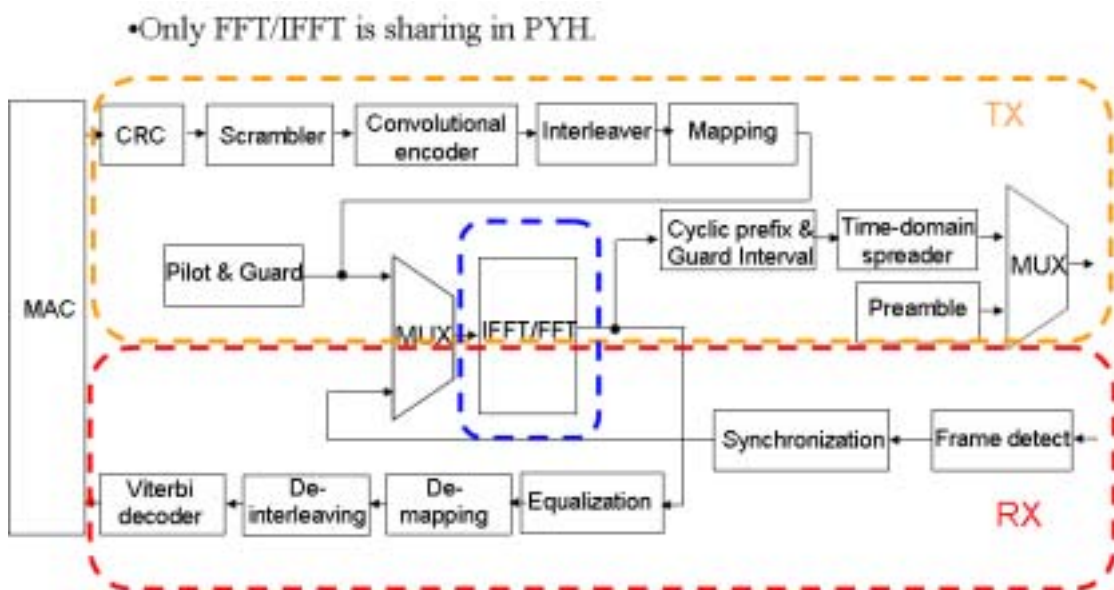 •Only FFT/IFFT is sharing in PYH.
TX
CRC
Scrambler
Convolutional
encoder
Interleaver
Mapping
Cyclic prefix &
Guard Interval
Time-domain
spreader
MUX
Pilot & Guard
MAC
MUX
IFFT/FFT
Preamble
Synchronization
Frame detect
Viterbi
decoder
De-
interleaving
De-
mapping
Equalization
RX